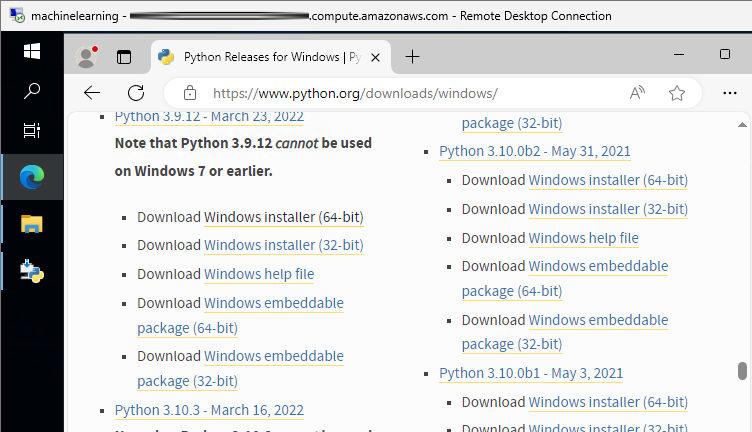 machinelearning - .compute.amazonaws.com - Remote Desktop Connection
Python Releases for Windows | Py
https://www.python.org/downloads/windows/
Python 3.9.12 - March 23, 2022
Note that Python 3.9.12 cannot be used
on Windows 7 or earlier.
Download Windows installer (64-bit)
Download Windows installer (32-bit)
Download Windows help file
Download Windows embeddable
package (64-bit)
Download Windows embeddable
package (32-bit)
Python 3.10.3 - March 16, 2022
package (32-bit)
Python 3.10.0b2 - May 31, 2021
Download Windows installer (64-bit)
Download Windows installer (32-bit)
Download Windows help file
Download Windows embeddable
package (64-bit)
Download Windows embeddable
package (32-bit)
Python 3.10.0b1 - May 3, 2021
Download Windows installer (64-bit)
Download Windows installer (32-bit)